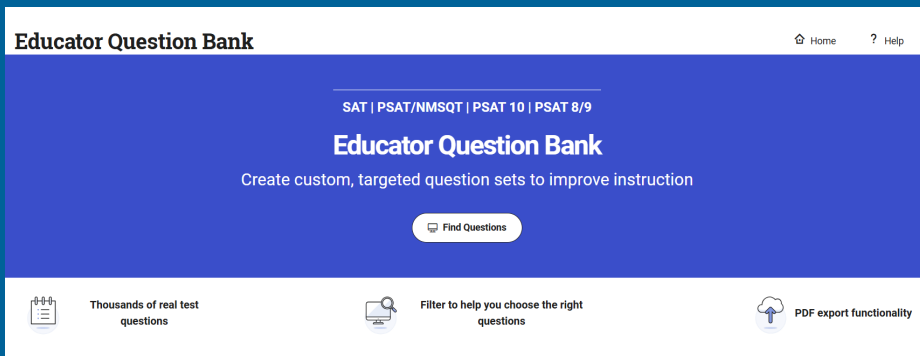 Educator Question Bank
Home
? Help
SAT | PSAT/NMSQT | PSAT 10 | PSAT 8/9
Educator Question Bank
Create custom, targeted question sets to improve instruction
Find Questions
Thousands of real test
questions
Filter to help you choose the right
questions
PDF export functionality